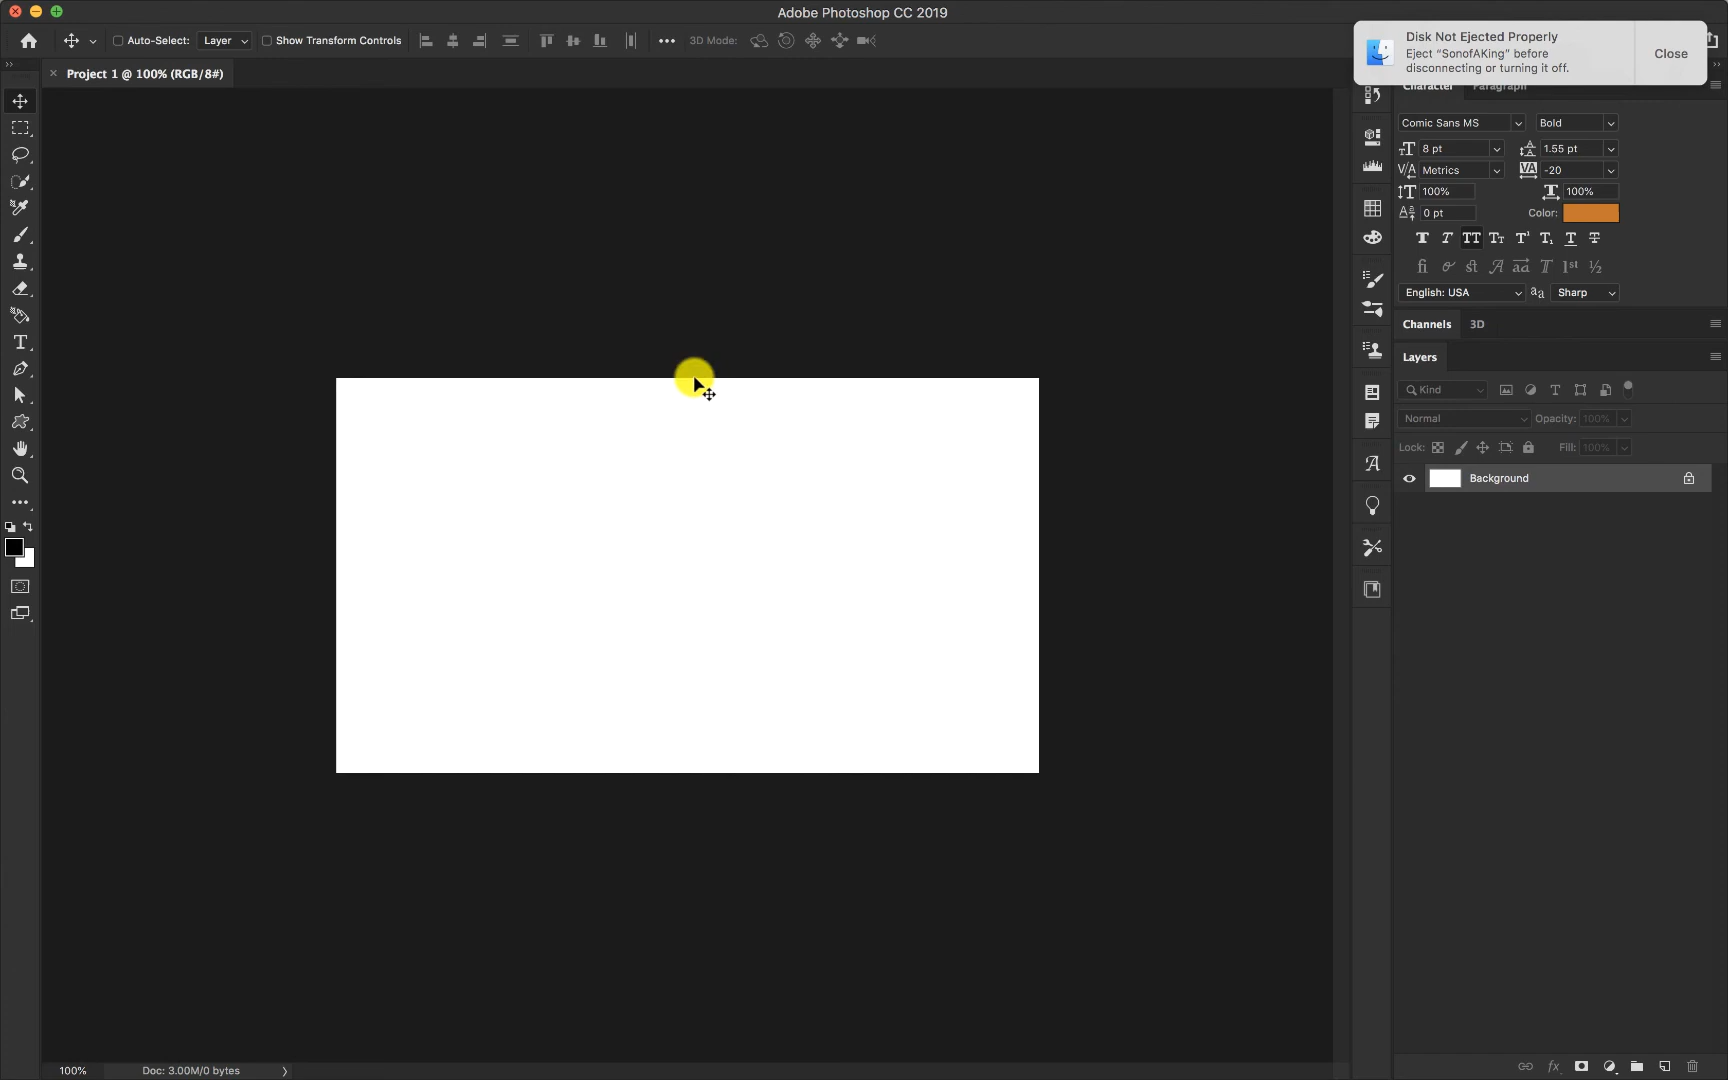 Adobe Photoshop CC 2019
Auto-Select:
Layer
Show Transform Controls
3D Mode:
Disk Not Ejected Properly
Eject “SonofAKing” before
disconnecting or turning it off.
Close
Project 1 @ 100% (RGB/8#)
Character
Paragraph
Comic Sans MS
Bold
8 pt
1.55 pt
Metrics
-20
100%
100%
0 pt
Color:
English: USA
Sharp
Channels
3D
Layers
Kind
Normal
Opacity: 100%
Lock:
Fill: 100%
Background
100%
Doc: 3.00M/0 bytes